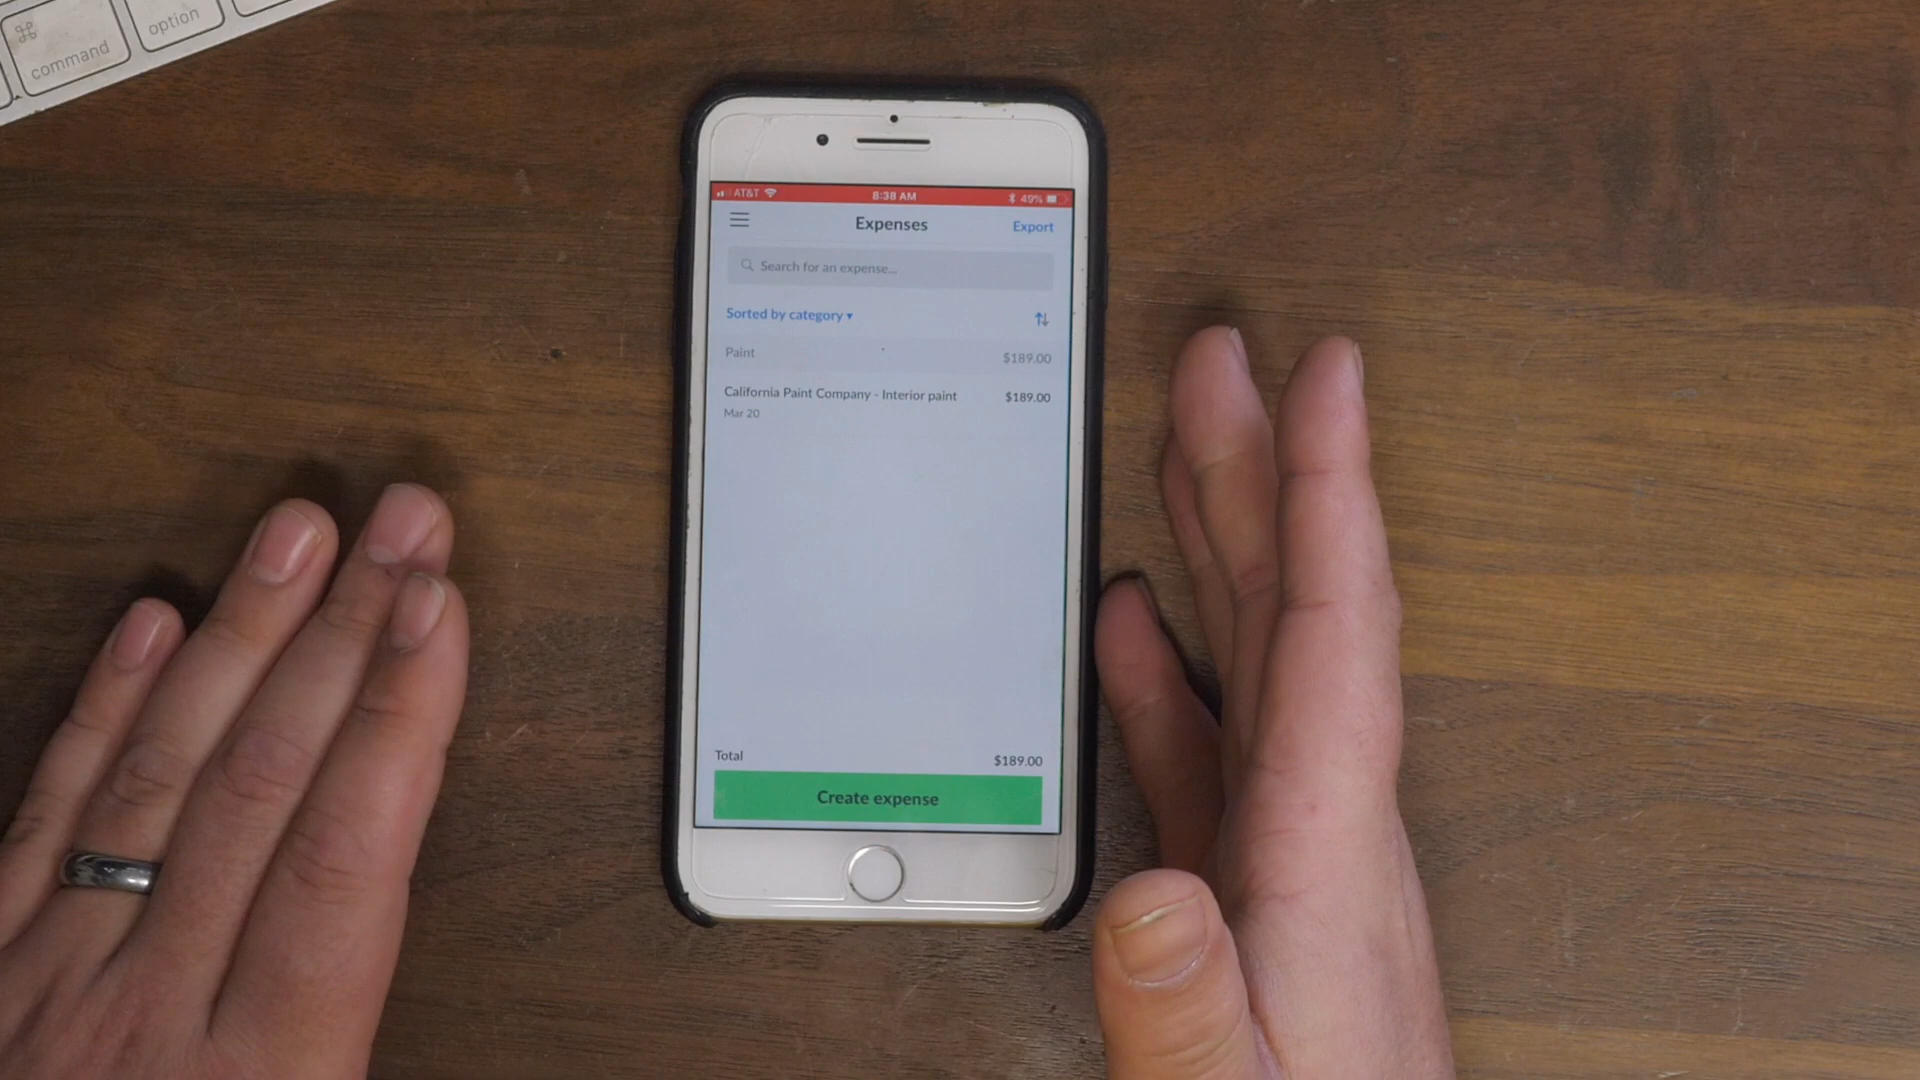 ⌘
command
option
AT&T
8:38 AM
49%
Expenses
Export
Search for an expense...
Sorted by category ▾
Paint
$189.00
California Paint Company - Interior paint
$189.00
Mar 20
Total
$189.00
Create expense